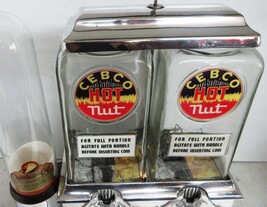 CEBCO
HOT
Nut
FOR FULL PORTION
AGITATE WITH HANDLE
BEFORE INSERTING COIN
CEBCO
HOT
Nut
FOR FULL PORTION
AGITATE WITH HANDLE
BEFORE INSERTING COIN